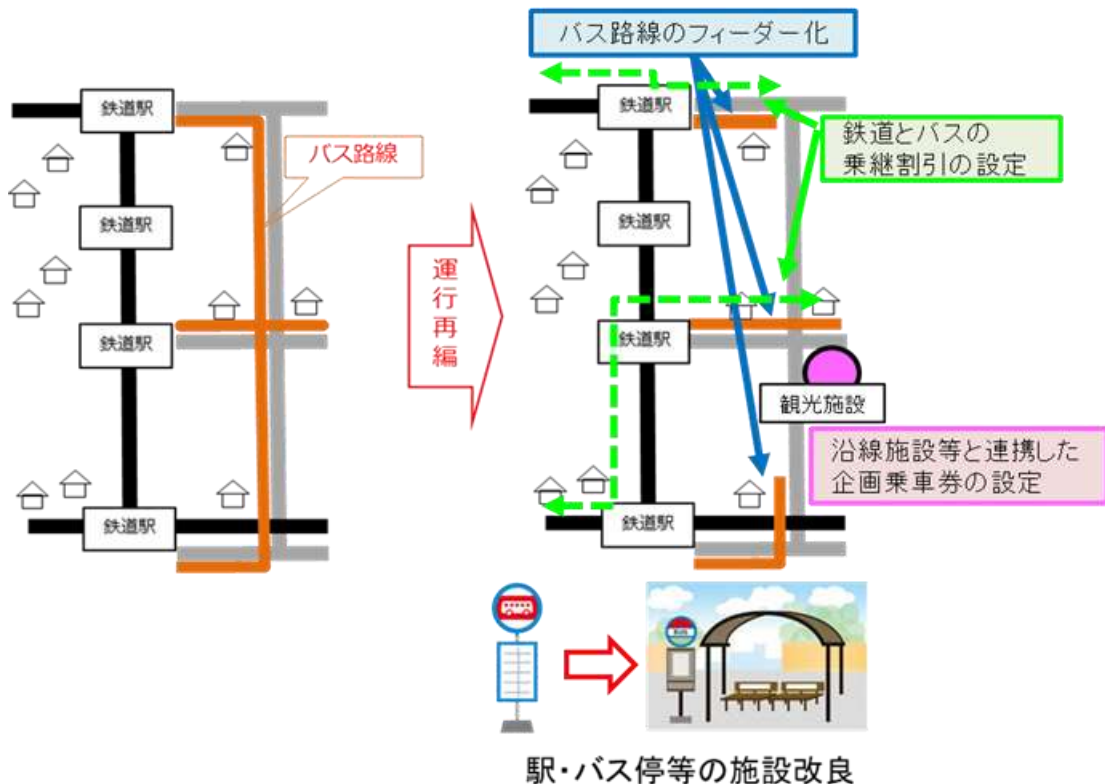 バス路線のフィーダー化
鉄道駅
バス路線
鉄道駅
鉄道駅
鉄道駅
運行再編
鉄道駅
鉄道とバスの
乗継割引の設定
鉄道駅
鉄道駅
観光施設
沿線施設等と連携した
企画乗車券の設定
鉄道駅
BUS
駅・バス停等の施設改良